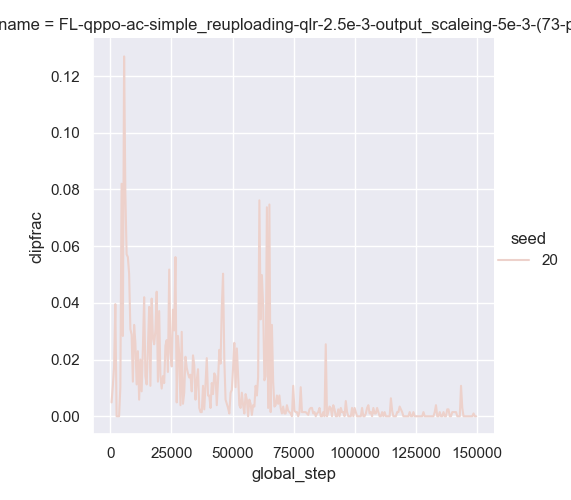 name = FL-qppo-ac-simple_reuploading-qlr-2.5e-3-output_scaleing-5e-3-(73-p
0.12
0.10
0.08
0.06
0.04
0.02
0.00
clipfrac
0 25000 50000 75000 100000 125000 150000
global_step
seed
20